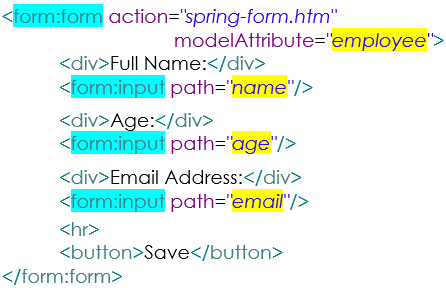 <form:form action="spring-form.htm"
modelAttribute="employee">
<div>Full Name:</div>
<form:input path="name"/>
<div>Age:</div>
<form:input path="age"/>
<div>Email Address:</div>
<form:input path="email"/>
<hr>
<button>Save</button>
</form:form>